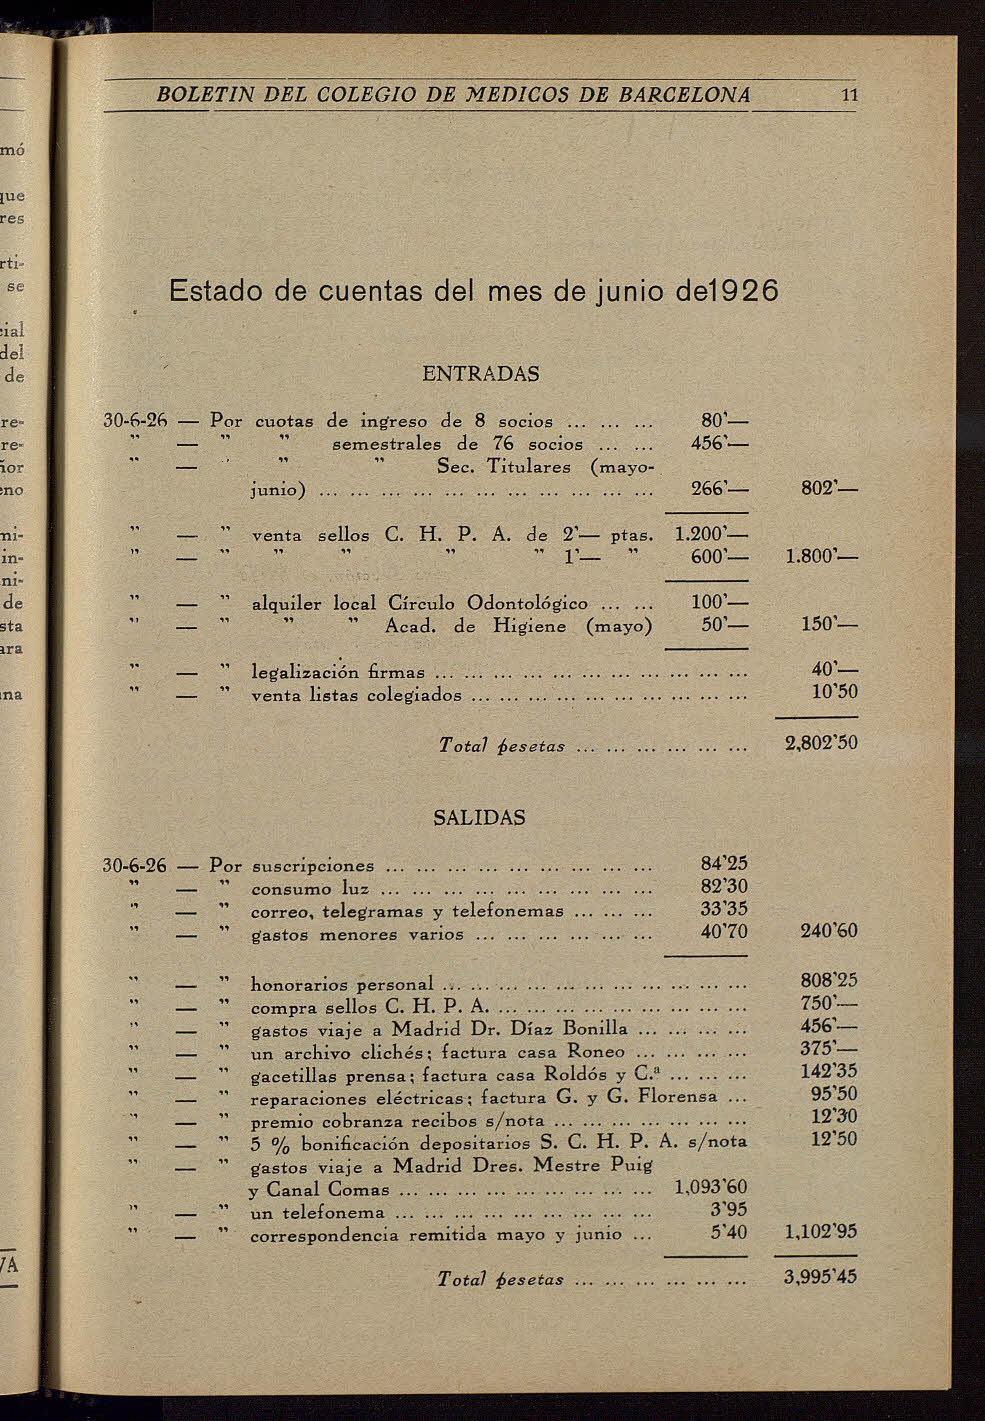 BOLETIN DEL COLEGIO DE MEDICOS DE BARCELONA 11
Estado de cuentas del mes de junio de1926
ENTRADAS
30-6-26 — Por cuotas de ingreso de 8 socios ... ... ... 80'—
" — " " semestrales de 76 socios ... ... 456'—
" — " " " Sec. Titulares (mayo-
junio) ... ... ... ... ... ... ... ... ... ... ... 266'— 802'—
" — " venta sellos C. H. P. A. de 2'— ptas. 1.200'—
" — " " " " " 1'— " 600'— 1.800'—
" — " alquiler local Círculo Odontológico ... ... 100'—
" — " " " Acad. de Higiene (mayo) 50'— 150'—
" — " legalización firmas ... ... ... ... ... ... ... ... ... ... ... 40'—
" — " venta listas colegiados ... ... ... ... ... ... ... ... ... ... 10'50
Total pesetas ... ... ... ... ... ... 2,802'50
SALIDAS
30-6-26 — Por suscripciones ... ... ... ... ... ... ... ... ... 84'25
" — " consumo luz ... ... ... ... ... ... ... ... ... 82'30
" — " correo, telegramas y telefonemas ... ... ... 33'35
" — " gastos menores varios ... ... ... ... ... ... 40'70 240'60
" — " honorarios personal ... ... ... ... ... ... ... ... ... ... ... 808'25
" — " compra sellos C. H. P. A. ... ... ... ... ... ... ... ... ... 750'—
" — " gastos viaje a Madrid Dr. Díaz Bonilla ... ... ... ... 456'—
" — " un archivo clichés; factura casa Roneo ... ... ... ... 375'—
" — " gacetillas prensa; factura casa Roldós y C.ª ... ... ... 142'35
" — " reparaciones eléctricas; factura G. y G. Florensa ... 95'50
" — " premio cobranza recibos s/nota ... ... ... ... ... ... ... 12'30
" — " 5 % bonificación depositarios S. C. H. P. A. s/nota 12'50
" — " gastos viaje a Madrid Dres. Mestre Puig
y Canal Comas ... ... ... ... ... ... ... ... ... 1,093'60
" — " un telefonema ... ... ... ... ... ... ... ... ... 3'95
" — " correspondencia remitida mayo y junio ... 5'40 1,102'95
Total pesetas ... ... ... ... ... ... 3,995'45